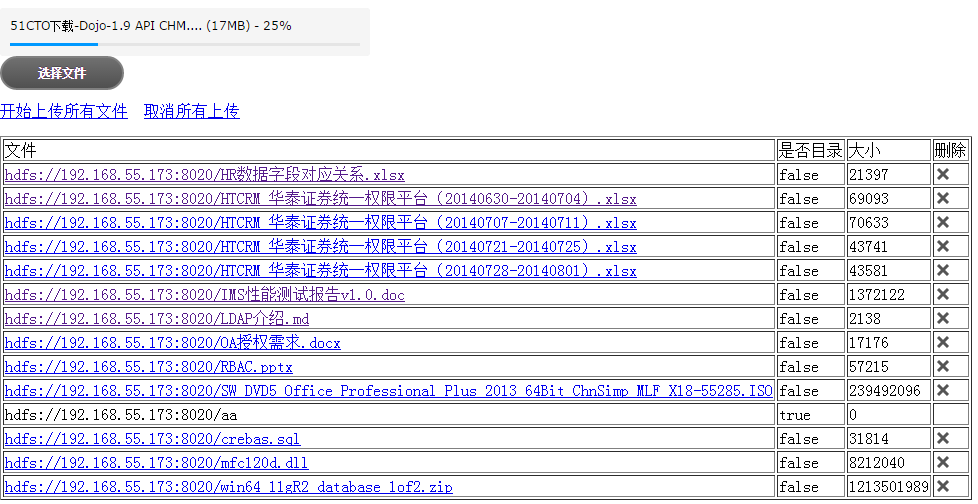 51CTO下载-Dojo-1.9 API CHM.... (17MB) - 25%
选择文件
开始上传所有文件 取消所有上传
文件 是否目录 大小 删除
hdfs://192.168.55.173:8020/HR数据字段对应关系.xlsx false 21397
hdfs://192.168.55.173:8020/HTCRM 华泰证券统一权限平台（20140630-20140704）.xlsx false 69093
hdfs://192.168.55.173:8020/HTCRM 华泰证券统一权限平台（20140707-20140711）.xlsx false 70633
hdfs://192.168.55.173:8020/HTCRM 华泰证券统一权限平台（20140721-20140725）.xlsx false 43741
hdfs://192.168.55.173:8020/HTCRM 华泰证券统一权限平台（20140728-20140801）.xlsx false 43581
hdfs://192.168.55.173:8020/IMS性能测试报告v1.0.doc false 1372122
hdfs://192.168.55.173:8020/LDAP介绍.md false 2138
hdfs://192.168.55.173:8020/OA授权需求.docx false 17176
hdfs://192.168.55.173:8020/RBAC.pptx false 57215
hdfs://192.168.55.173:8020/SW_DVD5_Office_Professional_Plus_2013_64Bit_ChnSimp_MLF_X18-55285.ISO false 239492096
hdfs://192.168.55.173:8020/aa true 0
hdfs://192.168.55.173:8020/crebas.sql false 31814
hdfs://192.168.55.173:8020/mfc120d.dll false 8212040
hdfs://192.168.55.173:8020/win64_11gR2_database_1of2.zip false 1213501989